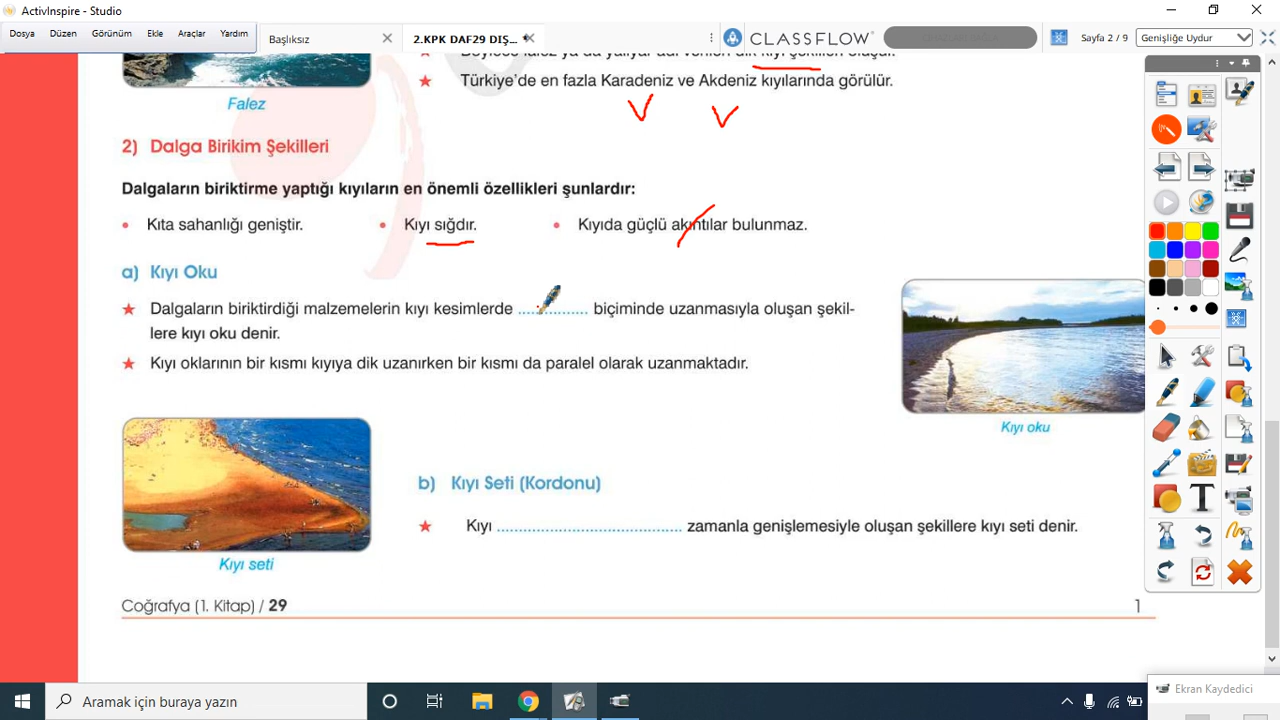 ActivInspire - Studio
Dosya Düzen Görünüm Ekle Araçlar Yardım
Başlıksız
2.KPK DAF29 DIŞ...
CLASSFLOW
Sayfa 2 / 9
Genişliğe Uydur
Türkiye'de en fazla Karadeniz ve Akdeniz kıyılarında görülür.
Falez
2) Dalga Birikim Şekilleri
Dalgaların biriktirme yaptığı kıyıların en önemli özellikleri şunlardır:
• Kıta sahanlığı geniştir. • Kıyı sığdır. • Kıyıda güçlü akıntılar bulunmaz.
a) Kıyı Oku
★ Dalgaların biriktirdiği malzemelerin kıyı kesimlerde .............. biçiminde uzanmasıyla oluşan şekil-
lere kıyı oku denir.
★ Kıyı oklarının bir kısmı kıyıya dik uzanırken bir kısmı da paralel olarak uzanmaktadır.
Kıyı oku
b) Kıyı Seti (Kordonu)
★ Kıyı ...................................... zamanla genişlemesiyle oluşan şekillere kıyı seti denir.
Kıyı seti
Coğrafya (1. Kitap) / 29
1
Aramak için buraya yazın
Ekran Kaydedici